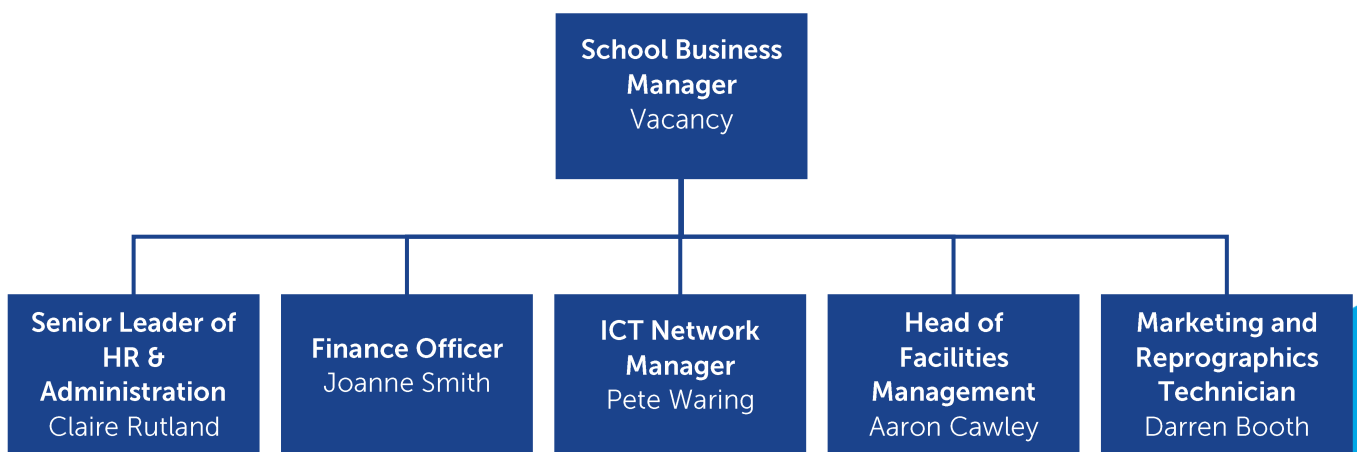 School Business
Manager
Vacancy
Senior Leader of
HR &
Administration
Claire Rutland
Finance Officer
Joanne Smith
ICT Network
Manager
Pete Waring
Head of
Facilities
Management
Aaron Cawley
Marketing and
Reprographics
Technician
Darren Booth